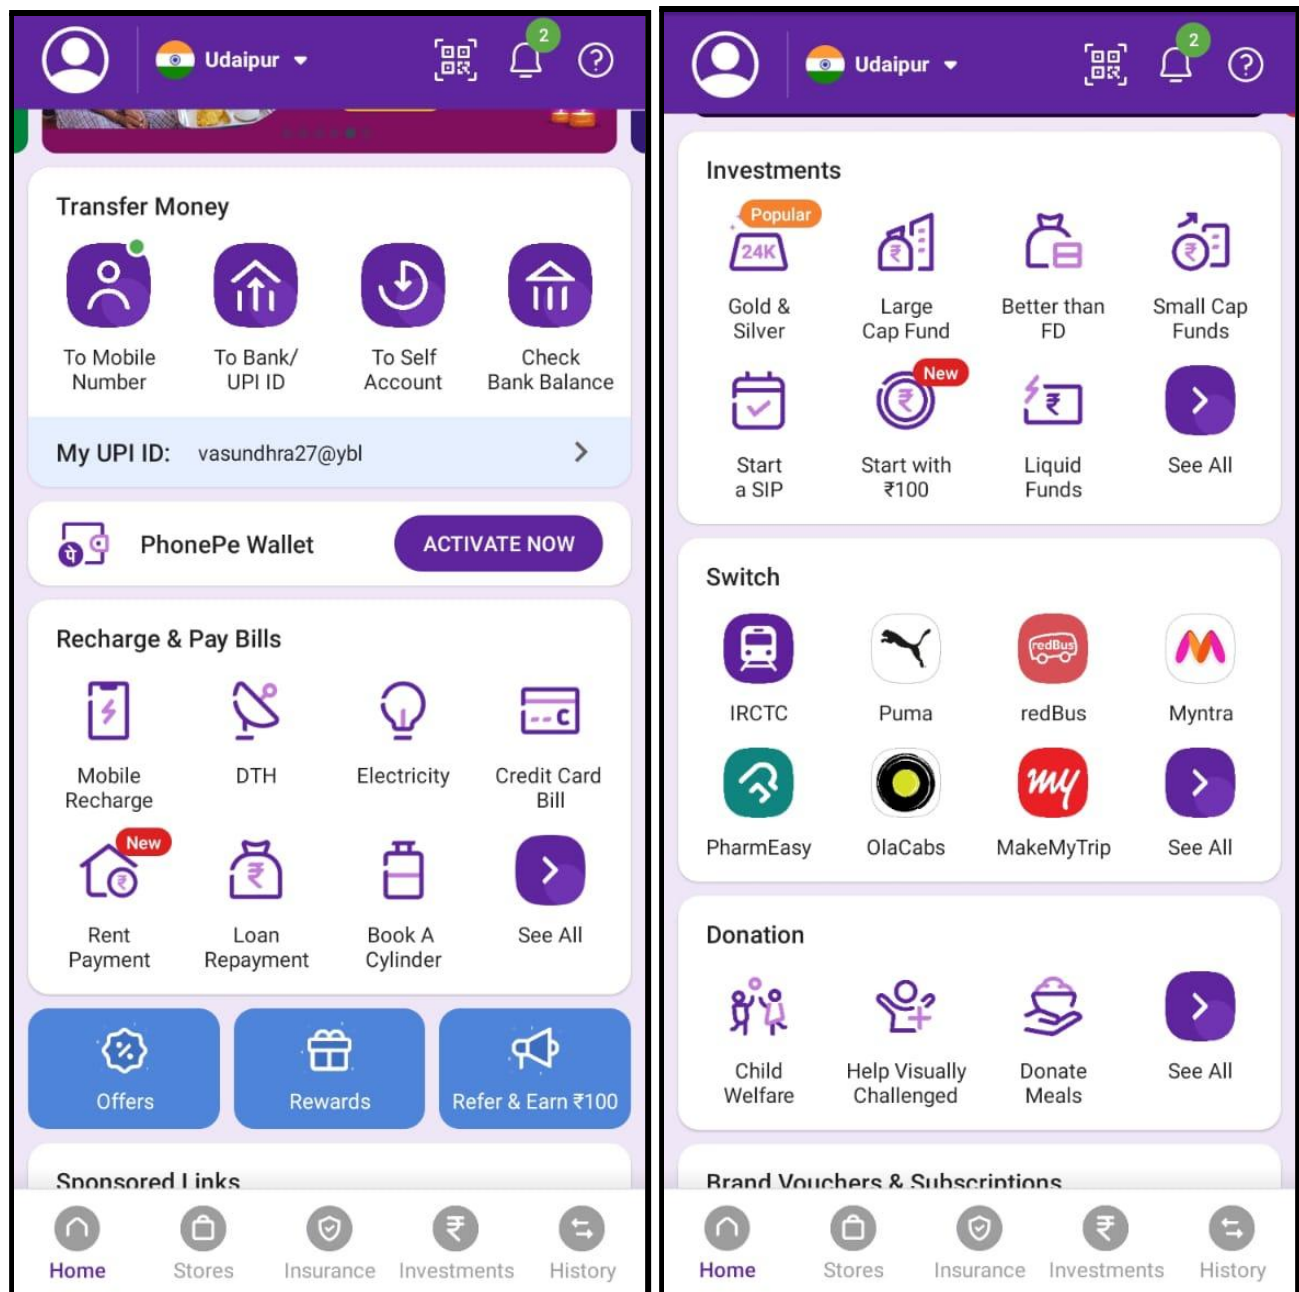 Udaipur
2
Transfer Money
To Mobile
Number
To Bank/
UPI ID
To Self
Account
Check
Bank Balance
My UPI ID: vasundhra27@ybl
पे
PhonePe Wallet
ACTIVATE NOW
Recharge & Pay Bills
Mobile
Recharge
DTH
Electricity
C
Credit Card
Bill
New
₹
Rent
Payment
₹
Loan
Repayment
Book A
Cylinder
See All
Offers
Rewards
Refer & Earn ₹100
Sponsored Links
Home
Stores
Insurance
₹
Investments
History
Udaipur
2
Investments
Popular
24K
Gold &
Silver
₹
Large
Cap Fund
Better than
FD
₹
Small Cap
Funds
Start
a SIP
New
₹
Start with
₹100
₹
Liquid
Funds
See All
Switch
IRCTC
Puma
redBus
redBus
Myntra
PharmEasy
OlaCabs
my
MakeMyTrip
See All
Donation
Child
Welfare
Help Visually
Challenged
Donate
Meals
See All
Brand Vouchers & Subscriptions
Home
Stores
Insurance
₹
Investments
History